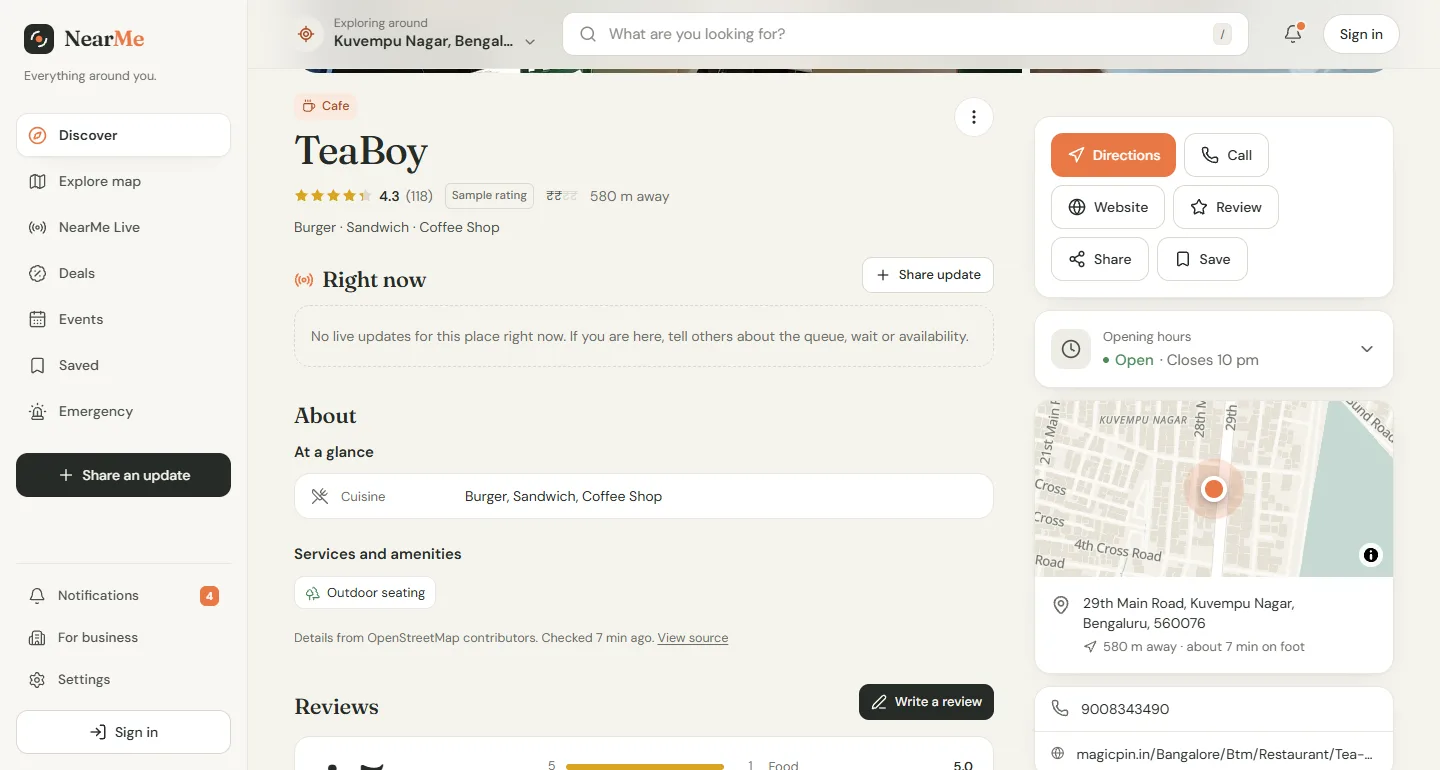 NearMe
Everything around you.
Discover
Explore map
NearMe Live
Deals
Events
Saved
Emergency
+ Share an update
Notifications 4
For business
Settings
Sign in
Exploring around
Kuvempu Nagar, Bengal...
What are you looking for?
/
Sign in
Cafe
TeaBoy
4.3 (118) Sample rating ₹₹₹₹ 580 m away
Burger · Sandwich · Coffee Shop
Right now
+ Share update
No live updates for this place right now. If you are here, tell others about the queue, wait or availability.
About
At a glance
Cuisine Burger, Sandwich, Coffee Shop
Services and amenities
Outdoor seating
Details from OpenStreetMap contributors. Checked 7 min ago. View source
Reviews
Write a review
5 1 Food 5.0
Directions
Call
Website
Review
Share
Save
Opening hours
Open · Closes 10 pm
KUVEMPU NAGAR
21st Main
28th M
29th
ound Road
Cross
Cross
4th Cross Road
Road
29th Main Road, Kuvempu Nagar,
Bengaluru, 560076
580 m away · about 7 min on foot
9008343490
magicpin.in/Bangalore/Btm/Restaurant/Tea-...